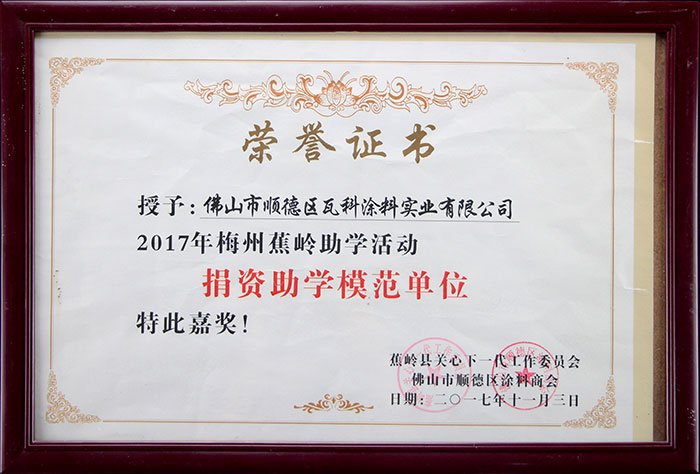 荣誉证书
授予：佛山市顺德区瓦科涂料实业有限公司
2017年梅州蕉岭助学活动
捐资助学模范单位
特此嘉奖！
蕉岭县关心下一代工作委员会
佛山市顺德区涂料商会
日期：二〇一七年十一月三日